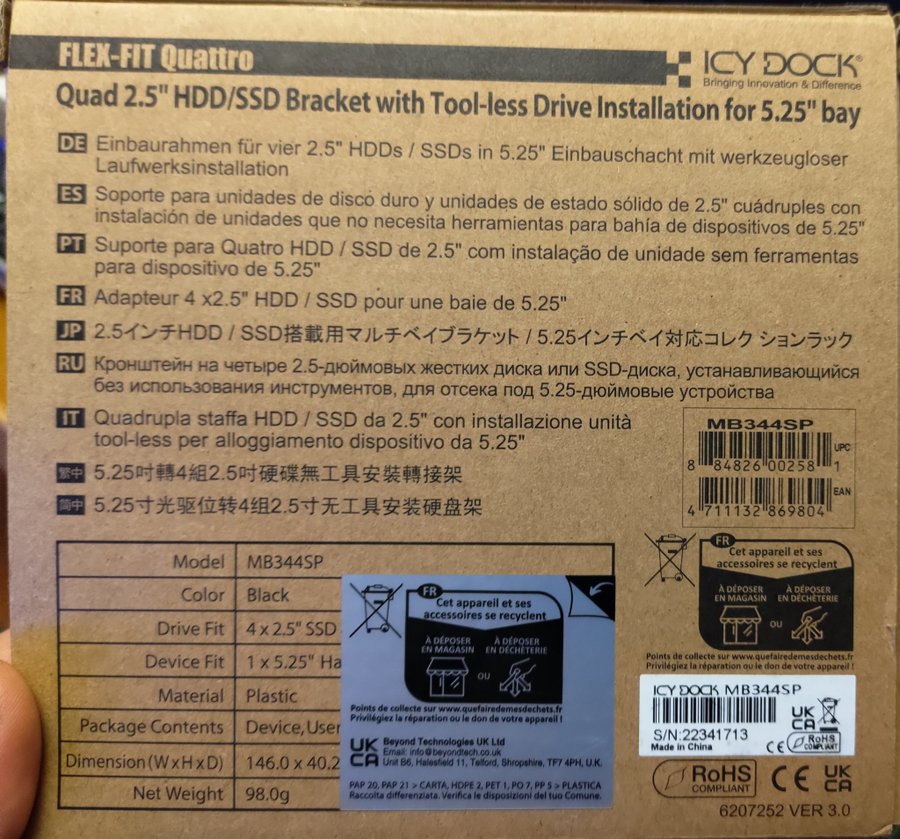 FLEX-FIT Quattro
ICY DOCK®
Bringing Innovation & Difference
Quad 2.5" HDD/SSD Bracket with Tool-less Drive Installation for 5.25" bay
DE Einbaurahmen für vier 2.5" HDDs / SSDs in 5.25" Einbauschacht mit werkzeugloser
Laufwerksinstallation
ES Soporte para unidades de disco duro y unidades de estado sólido de 2.5" cuádruples con
instalación de unidades que no necesita herramientas para bahía de dispositivos de 5.25"
PT Suporte para Quatro HDD / SSD de 2.5" com instalação de unidade sem ferramentas
para dispositivo de 5.25"
FR Adapteur 4 x2.5" HDD / SSD pour une baie de 5.25"
JP 2.5インチHDD / SSD搭載用マルチベイブラケット / 5.25インチベイ対応コレク ションラック
RU Кронштейн на четыре 2.5-дюймовых жестких диска или SSD-диска, устанавливающийся
без использования инструментов, для отсека под 5.25-дюймовые устройства
IT Quadrupla staffa HDD / SSD da 2.5" con installazione unità
tool-less per alloggiamento dispositivo da 5.25"
繁中 5.25吋轉4組2.5吋硬碟無工具安裝轉接架
简中 5.25寸光驱位转4组2.5寸无工具安装硬盘架
MB344SP
UPC
8 84826 00258 1
EAN
4 711132 869804
Model MB344SP
Color Black
Drive Fit 4 x 2.5" SSD
Device Fit 1 x 5.25" Ha
Material Plastic
Package Contents Device,User
Dimension (W x H x D) 146.0 x 40.2
Net Weight 98.0g
FR
Cet appareil et ses
accessoires se recyclent
À DÉPOSER EN MAGASIN
OU
À DÉPOSER EN DÉCHÈTERIE
Points de collecte sur www.quefairedemesdechets.fr
Privilégiez la réparation ou le don de votre appareil !
UK CA
Beyond Technologies UK Ltd
Email: info@beyondtech.co.uk
Unit B6, Halesfield 11, Telford, Shropshire, TF7 4PH, U.K.
PAP 20, PAP 21 > CARTA, HDPE 2, PET 1, PO 7, PP 5 > PLASTICA
Raccolta differenziata. Verifica le disposizioni del tuo Comune.
FR
Cet appareil et ses
accessoires se recyclent
À DÉPOSER EN MAGASIN
OU
À DÉPOSER EN DÉCHÈTERIE
Points de collecte sur www.quefairedemesdechets.fr
Privilégiez la réparation ou le don de votre appareil !
ICY DOCK MB344SP
S/N:22341713
Made in China
CE
UK CA
RoHS
COMPLIANT
RoHS
COMPLIANT
CE
UK CA
6207252 VER 3.0